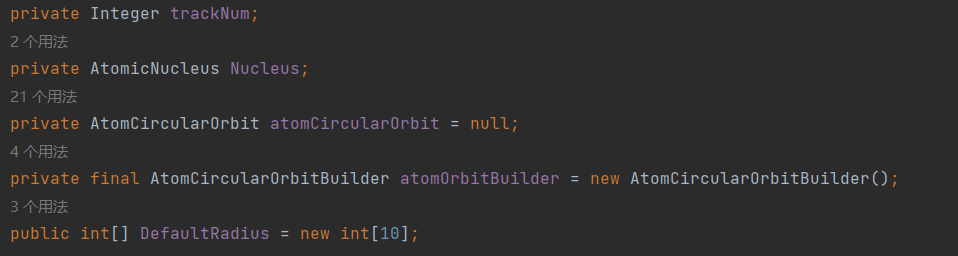 private Integer trackNum;
2 个用法
private AtomicNucleus Nucleus;
21 个用法
private AtomCircularOrbit atomCircularOrbit = null;
4 个用法
private final AtomCircularOrbitBuilder atomOrbitBuilder = new AtomCircularOrbitBuilder();
3 个用法
public int[] DefaultRadius = new int[10];